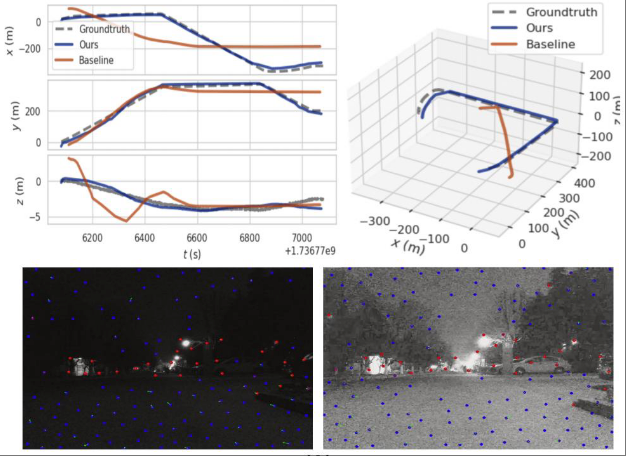 x (m)
0
−200
Groundtruth
Ours
Baseline
y (m)
200
0
z (m)
0
−5
6200
6400
6600
6800
7000
t (s)
+1.73677e9
Groundtruth
Ours
Baseline
200
100
0
−100
−200
−300
−200
−100
0
x (m)
0
100
200
300
400
y (m)